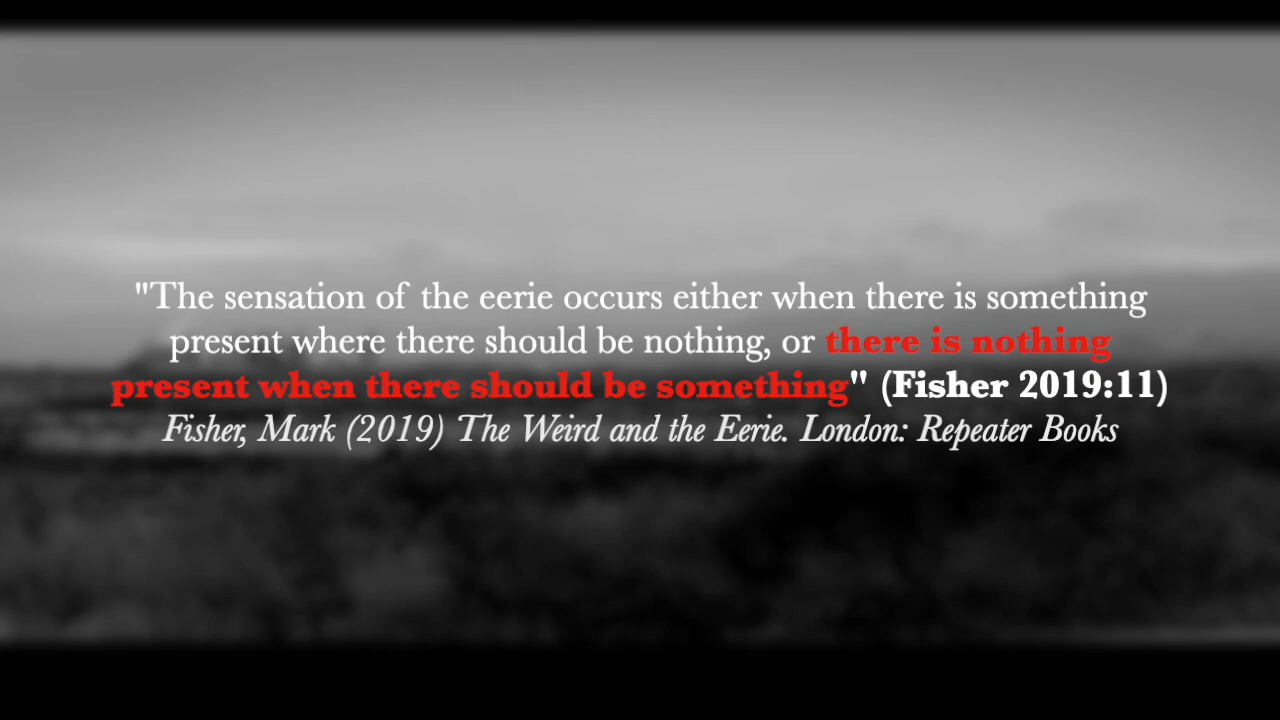 "The sensation of the eerie occurs either when there is something
present where there should be nothing, or there is nothing
present when there should be something" (Fisher 2019:11)
Fisher, Mark (2019) The Weird and the Eerie. London: Repeater Books